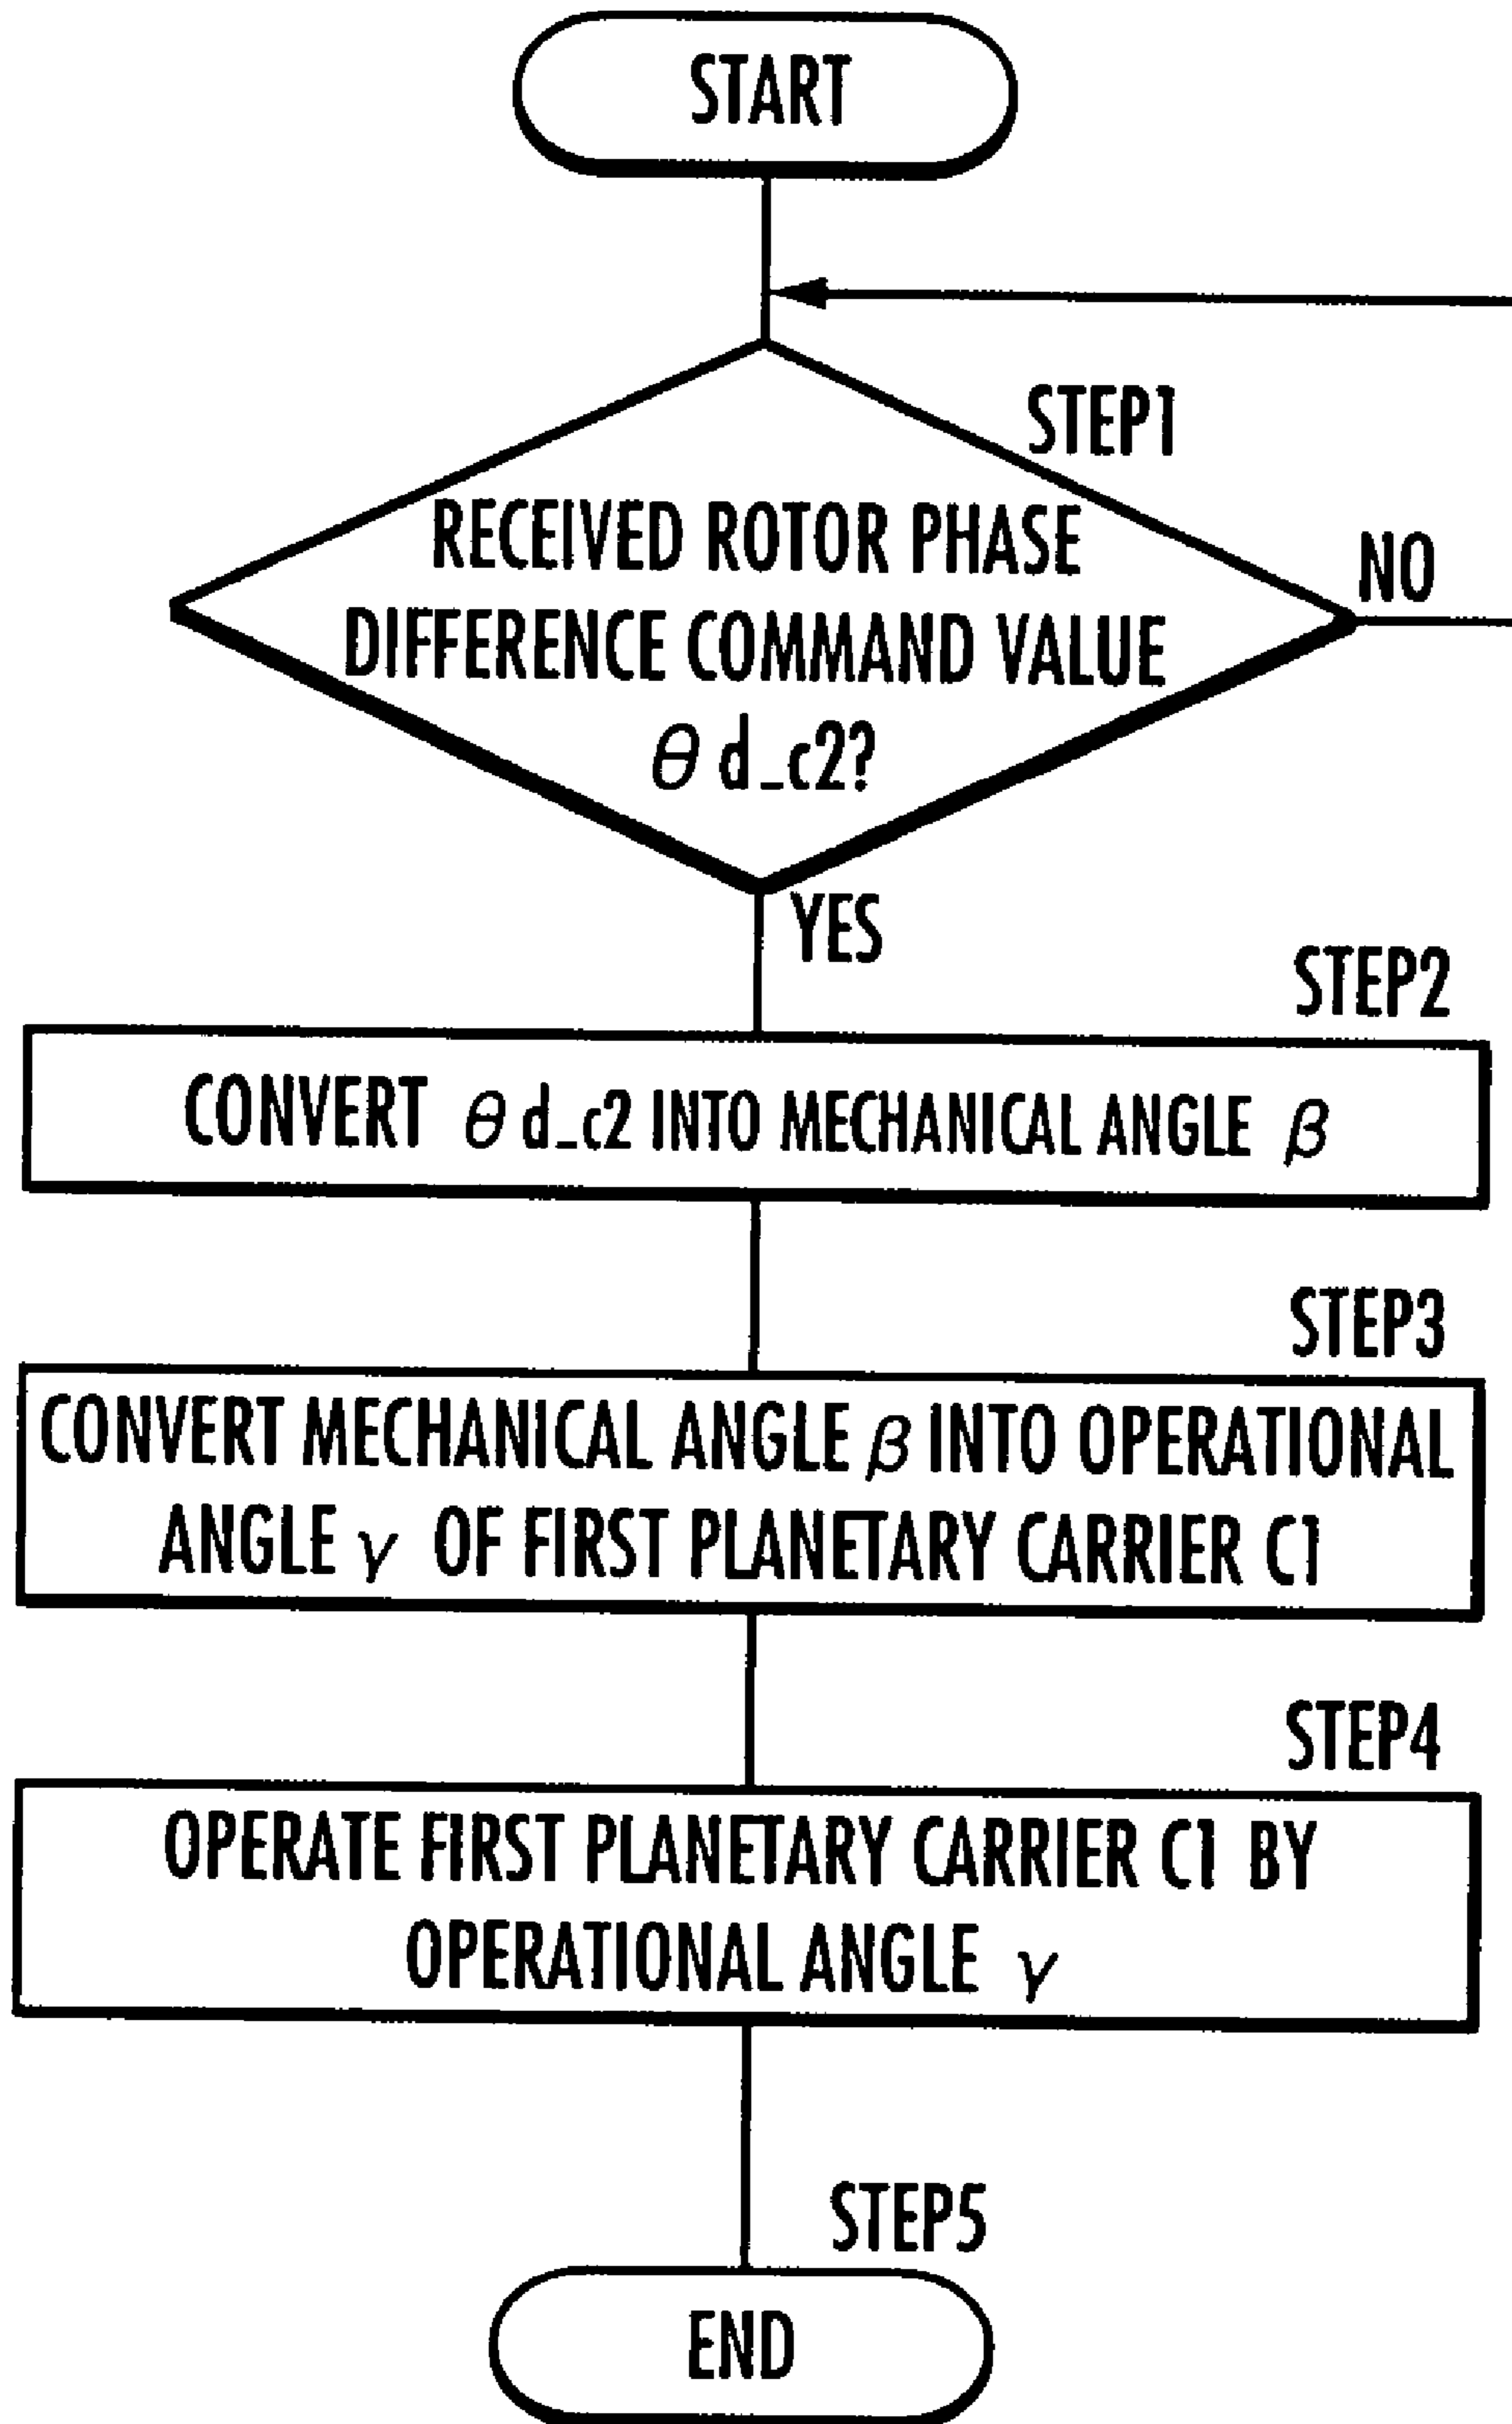 START
STEP1
RECEIVED ROTOR PHASE
DIFFERENCE COMMAND VALUE
θ d_c2?
NO
YES
STEP2
CONVERT θ d_c2 INTO MECHANICAL ANGLE β
STEP3
CONVERT MECHANICAL ANGLE β INTO OPERATIONAL
ANGLE γ OF FIRST PLANETARY CARRIER C1
STEP4
OPERATE FIRST PLANETARY CARRIER C1 BY
OPERATIONAL ANGLE γ
STEP5
END